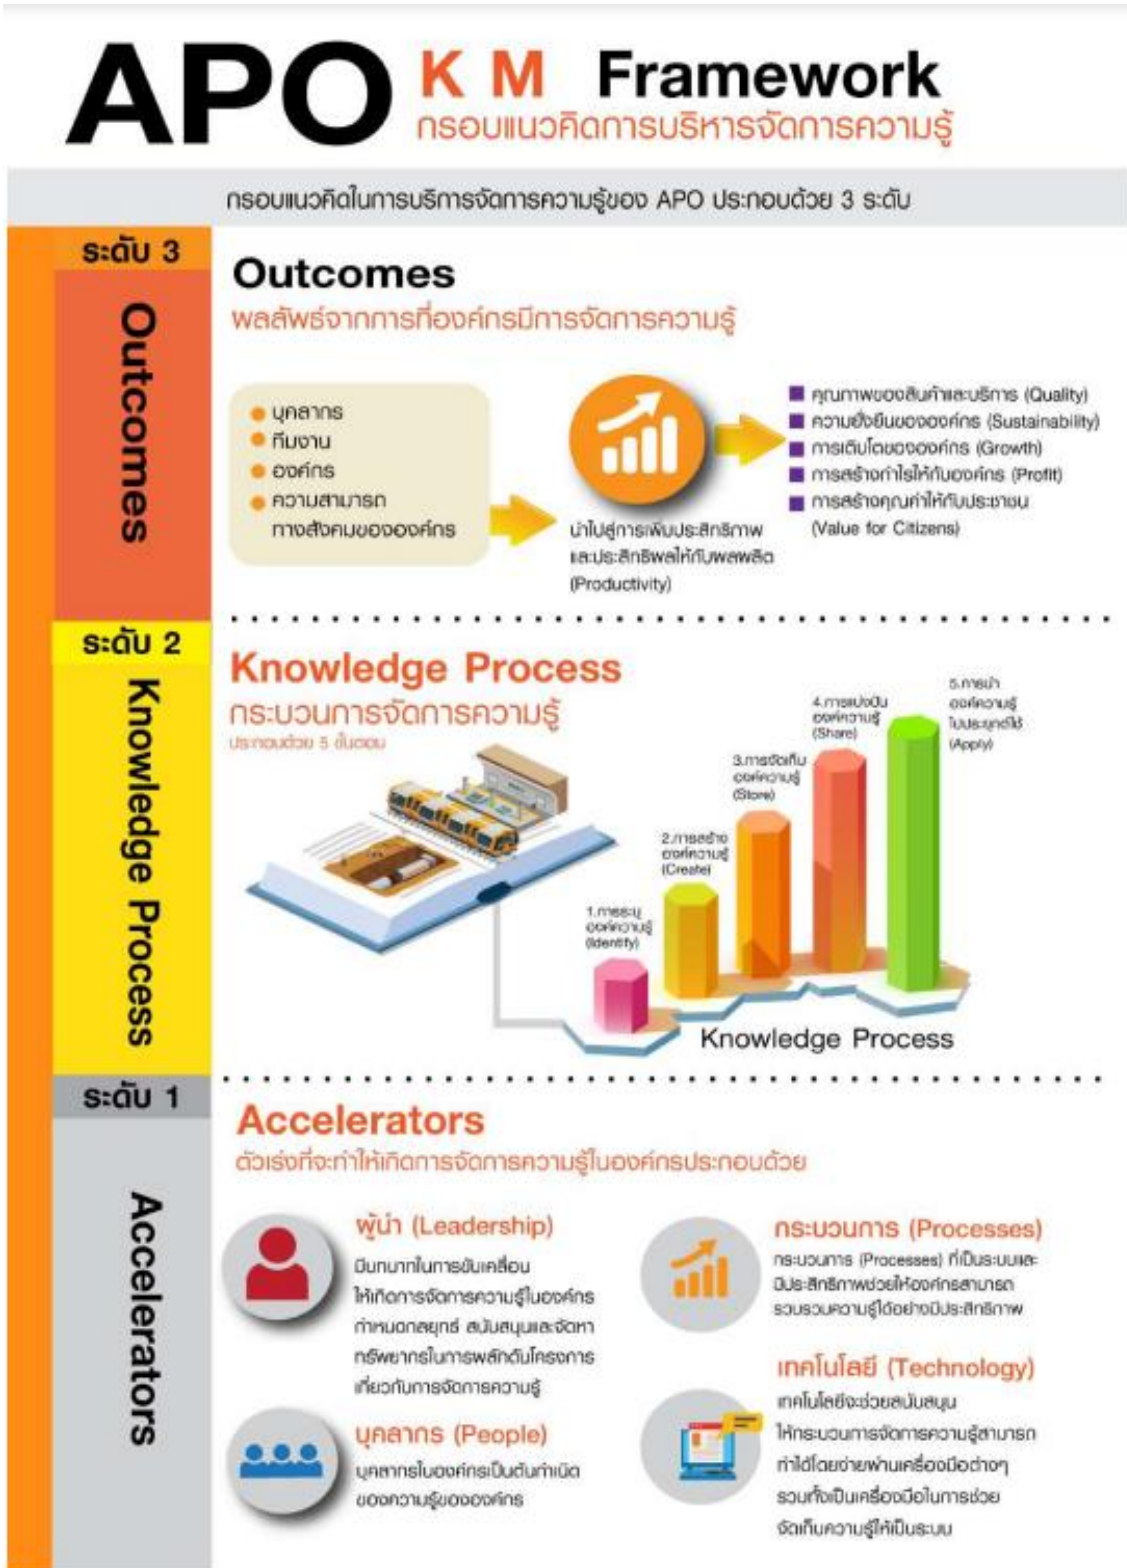 APO KM Framework
กรอบแนวคิดการบริหารจัดการความรู้
กรอบแนวคิดในการบริการจัดการความรู้ของ APO ประกอบด้วย 3 ระดับ
ระดับ 3
Outcomes
Outcomes
ผลลัพธ์จากการที่องค์กรมีการจัดการความรู้
บุคลากร
ทีมงาน
องค์กร
ความสามารถ
ทางสังคมขององค์กร
นำไปสู่การเพิ่มประสิทธิภาพ
และประสิทธิผลให้กับผลผลิต
(Productivity)
คุณภาพของสินค้าและบริการ (Quality)
ความยั่งยืนขององค์กร (Sustainability)
การเติบโตขององค์กร (Growth)
การสร้างกำไรให้กับองค์กร (Profit)
การสร้างคุณค่าให้กับประชาชน
(Value for Citizens)
ระดับ 2
Knowledge Process
Knowledge Process
กระบวนการจัดการความรู้
ประกอบด้วย 5 ขั้นตอน
1.การระบุ
องค์ความรู้
(Identify)
2.การสร้าง
องค์ความรู้
(Create)
3.การจัดเก็บ
องค์ความรู้
(Store)
4.การแบ่งปัน
องค์ความรู้
(Share)
5.การนำ
องค์ความรู้
ไปประยุกต์ใช้
(Apply)
Knowledge Process
ระดับ 1
Accelerators
Accelerators
ตัวเร่งที่จะทำให้เกิดการจัดการความรู้ในองค์กรประกอบด้วย
ผู้นำ (Leadership)
มีบทบาทในการขับเคลื่อน
ให้เกิดการจัดการความรู้ในองค์กร
กำหนดกลยุทธ์ สนับสนุนและจัดหา
ทรัพยากรในการผลักดันโครงการ
เกี่ยวกับการจัดการความรู้
บุคลากร (People)
บุคลากรในองค์กรเป็นต้นกำเนิด
ของความรู้ขององค์กร
กระบวนการ (Processes)
กระบวนการ (Processes) ที่เป็นระบบและ
มีประสิทธิภาพช่วยให้องค์กรสามารถ
รวบรวมความรู้ได้อย่างมีประสิทธิภาพ
เทคโนโลยี (Technology)
เทคโนโลยีจะช่วยสนับสนุน
ให้กระบวนการจัดการความรู้สามารถ
ทำได้โดยง่ายผ่านเครื่องมือต่างๆ
รวมทั้งเป็นเครื่องมือในการช่วย
จัดเก็บความรู้ให้เป็นระบบ